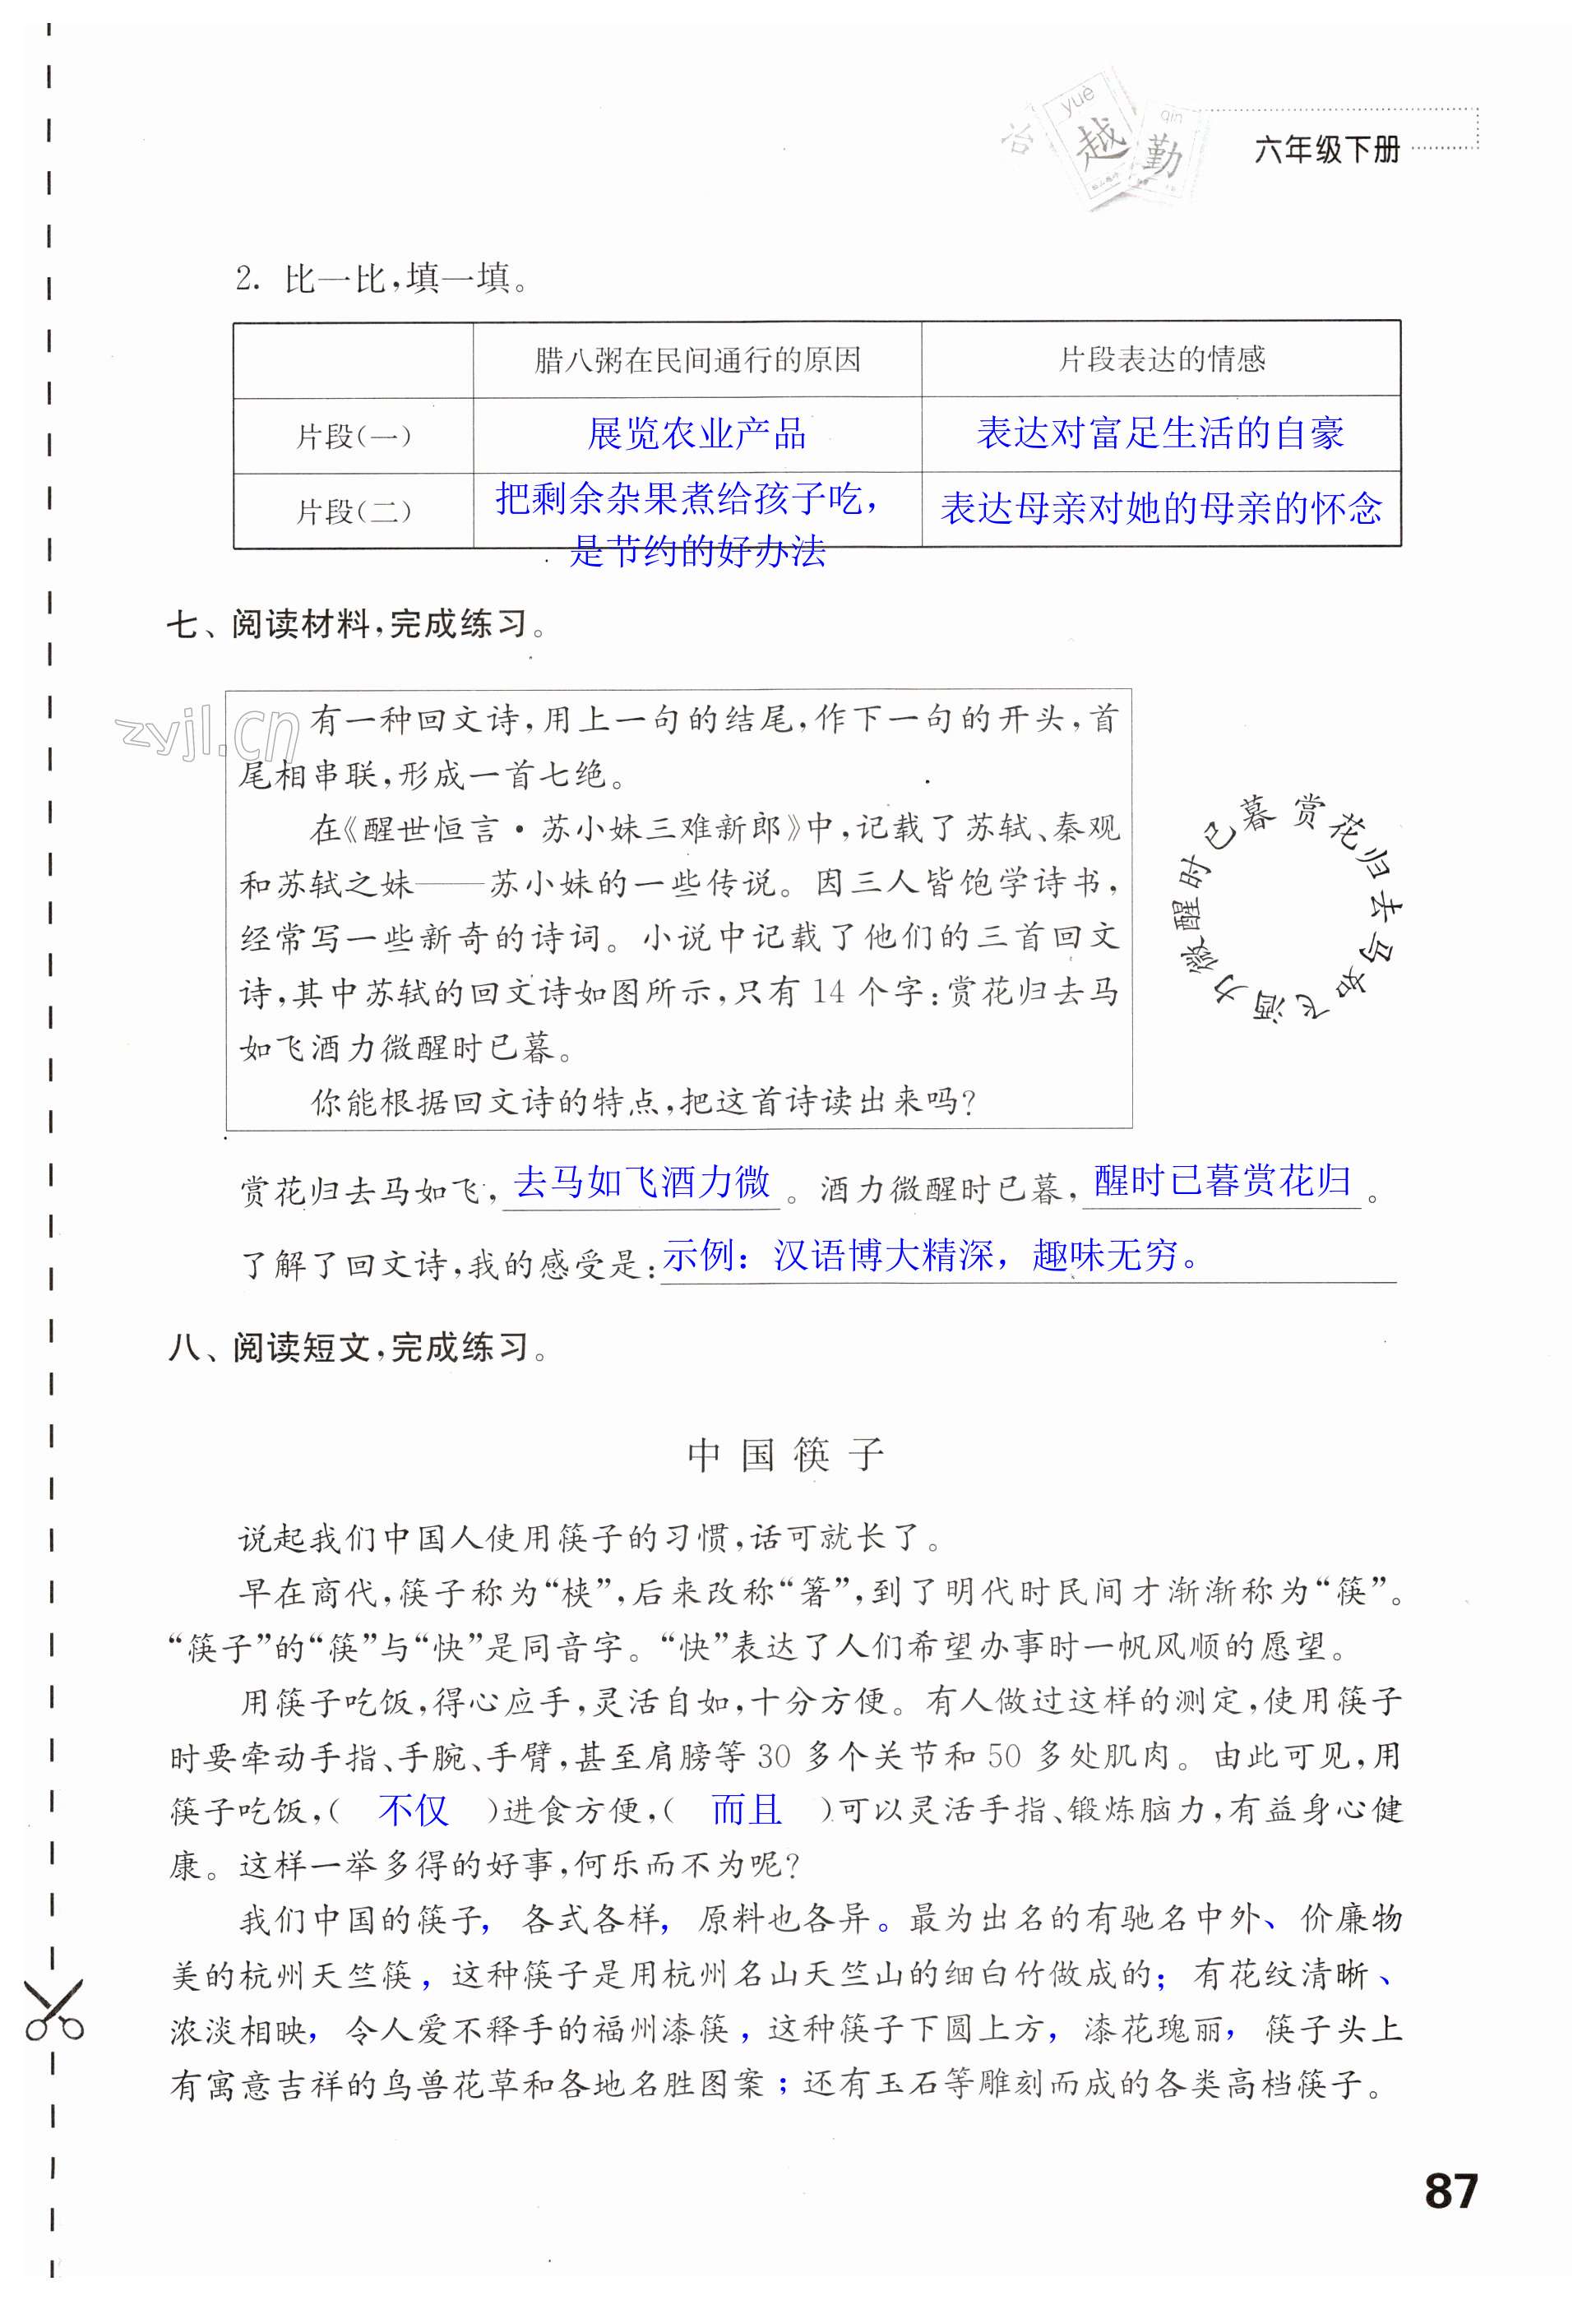 yuè
越
qin
勤
六年级下册
2. 比一比,填一填。
腊八粥在民间通行的原因 片段表达的情感
片段(一) 展览农业产品 表达对富足生活的自豪
片段(二) 把剩余杂果煮给孩子吃, 表达母亲对她的母亲的怀念
是节约的好办法
七、阅读材料,完成练习。
zyjl.cn
有一种回文诗,用上一句的结尾,作下一句的开头,首
尾相串联,形成一首七绝。
在《醒世恒言·苏小妹三难新郎》中,记载了苏轼、秦观
和苏轼之妹——苏小妹的一些传说。因三人皆饱学诗书,
经常写一些新奇的诗词。小说中记载了他们的三首回文
诗,其中苏轼的回文诗如图所示,只有14个字:赏花归去马
如飞酒力微醒时已暮。
你能根据回文诗的特点,把这首诗读出来吗?
赏花归去马如飞酒力微醒时已暮
赏花归去马如飞,去马如飞酒力微。酒力微醒时已暮,醒时已暮赏花归。
了解了回文诗,我的感受是:示例:汉语博大精深,趣味无穷。
八、阅读短文,完成练习。
中国筷子
说起我们中国人使用筷子的习惯,话可就长了。
早在商代,筷子称为“梜”,后来改称“箸”,到了明代时民间才渐渐称为“筷”。
“筷子”的“筷”与“快”是同音字。“快”表达了人们希望办事时一帆风顺的愿望。
用筷子吃饭,得心应手,灵活自如,十分方便。有人做过这样的测定,使用筷子
时要牵动手指、手腕、手臂,甚至肩膀等30多个关节和50多处肌肉。由此可见,用
筷子吃饭,( 不仅 )进食方便,( 而且 )可以灵活手指、锻炼脑力,有益身心健
康。这样一举多得的好事,何乐而不为呢?
我们中国的筷子,各式各样,原料也各异。最为出名的有驰名中外、价廉物
美的杭州天竺筷,这种筷子是用杭州名山天竺山的细白竹做成的;有花纹清晰、
浓淡相映,令人爱不释手的福州漆筷,这种筷子下圆上方,漆花瑰丽,筷子头上
有寓意吉祥的鸟兽花草和各地名胜图案;还有玉石等雕刻而成的各类高档筷子。
87